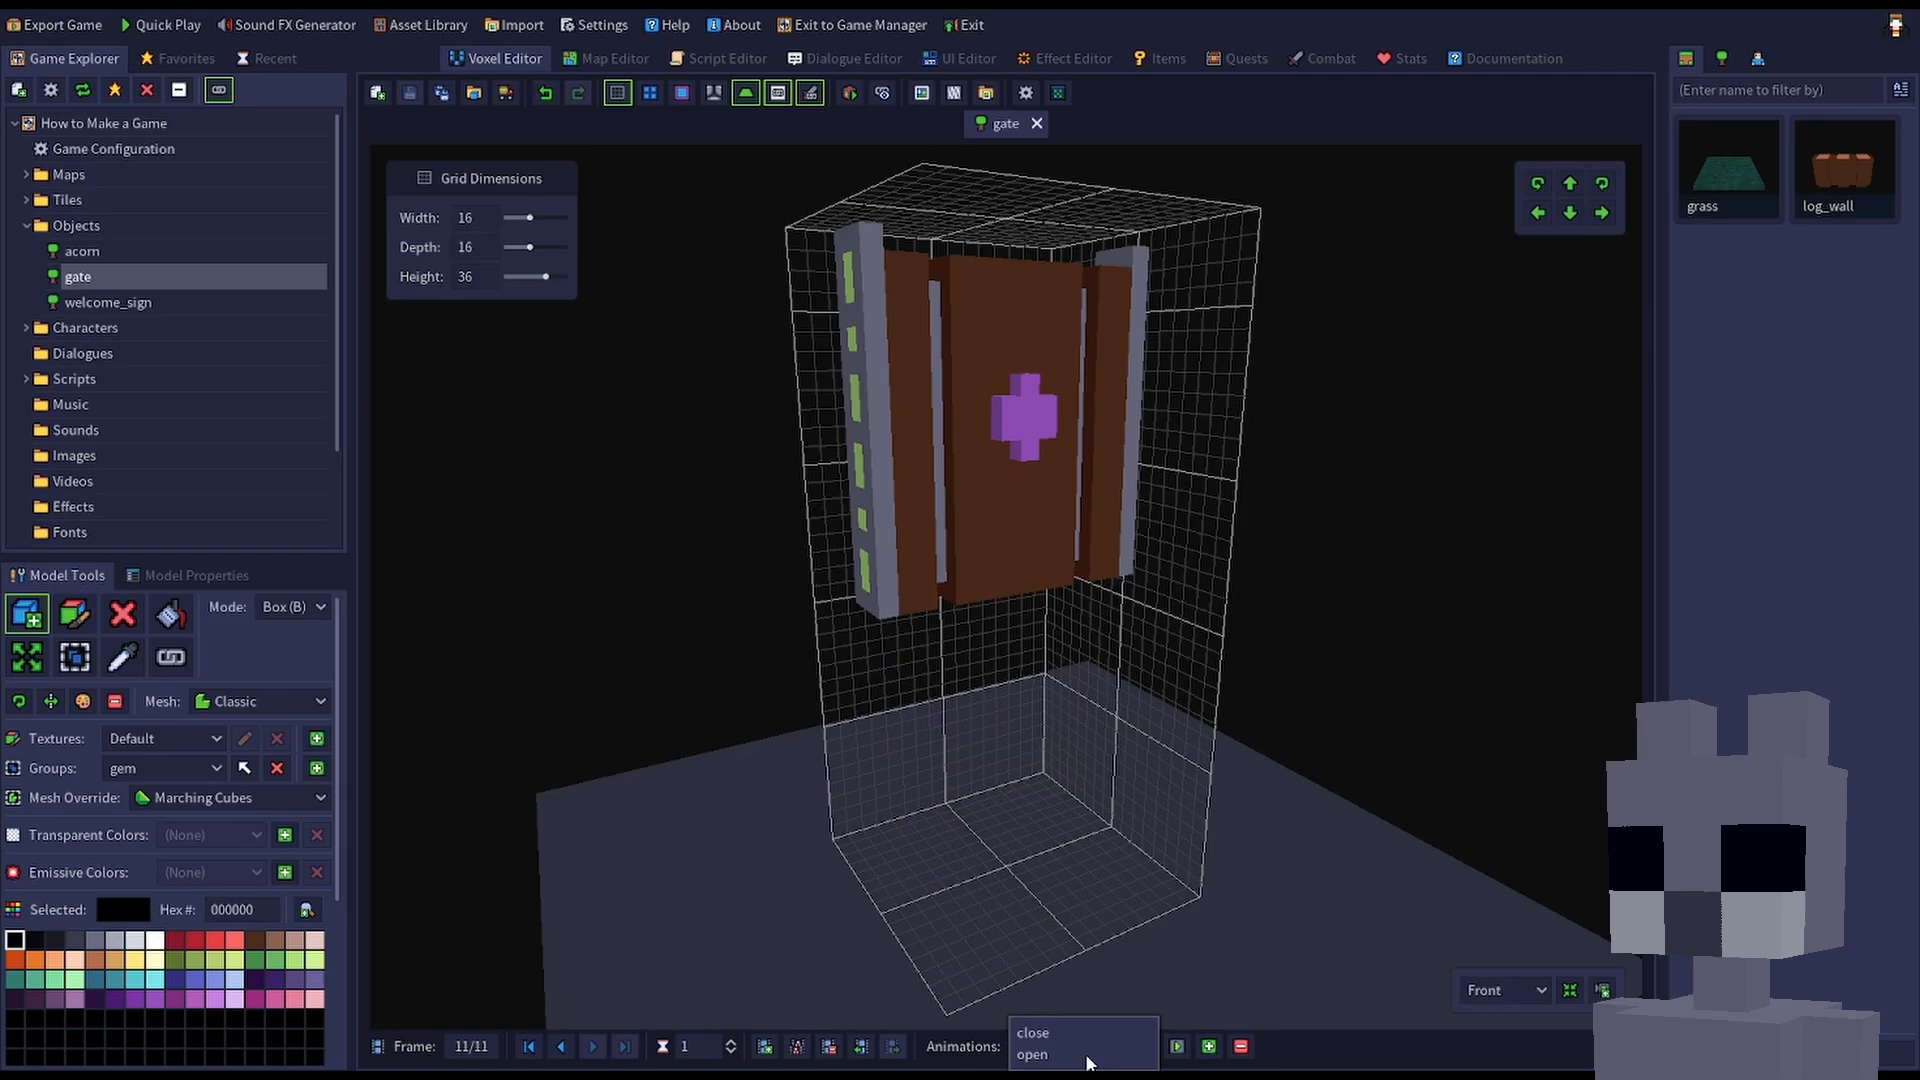 Export Game Quick Play Sound FX Generator Asset Library Import Settings Help About Exit to Game Manager Exit
Game Explorer Favorites Recent Voxel Editor Map Editor Script Editor Dialogue Editor UI Editor Effect Editor Items Quests Combat Stats Documentation
(Enter name to filter by)
gate
How to Make a Game
Game Configuration
Maps
Tiles
Objects
acorn
gate
welcome_sign
Characters
Dialogues
Scripts
Music
Sounds
Images
Videos
Effects
Fonts
Grid Dimensions
Width: 16
Depth: 16
Height: 36
grass
log_wall
Model Tools Model Properties
Mode: Box (B)
Mesh: Classic
Textures: Default
Groups: gem
Mesh Override: Marching Cubes
Transparent Colors: (None)
Emissive Colors: (None)
Selected: Hex #: 000000
Front
Frame: 11/11 1 Animations:
close
open